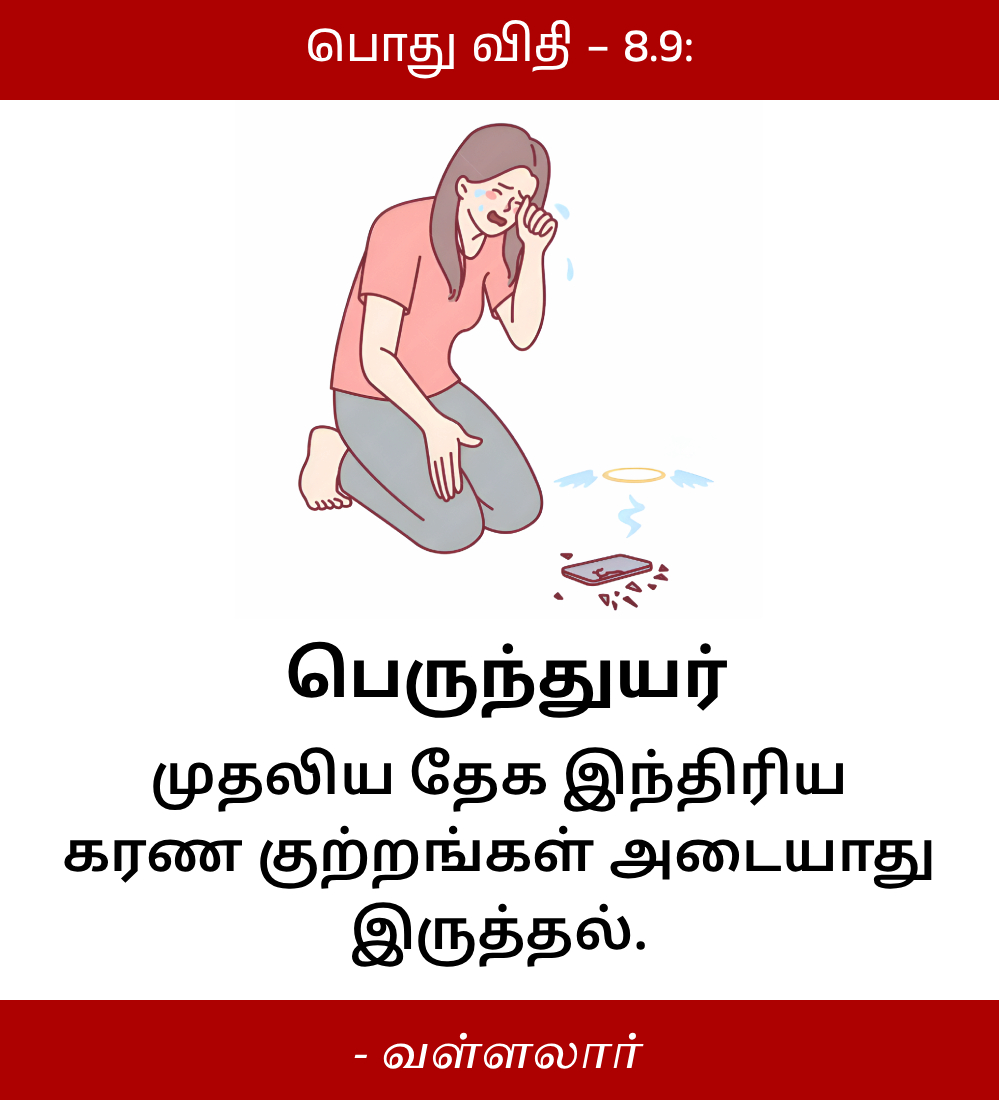 பொது விதி – 8.9:
பெருந்துயர்
முதலிய தேக இந்திரிய
கரண குற்றங்கள் அடையாது
இருத்தல்.
- வள்ளலார்